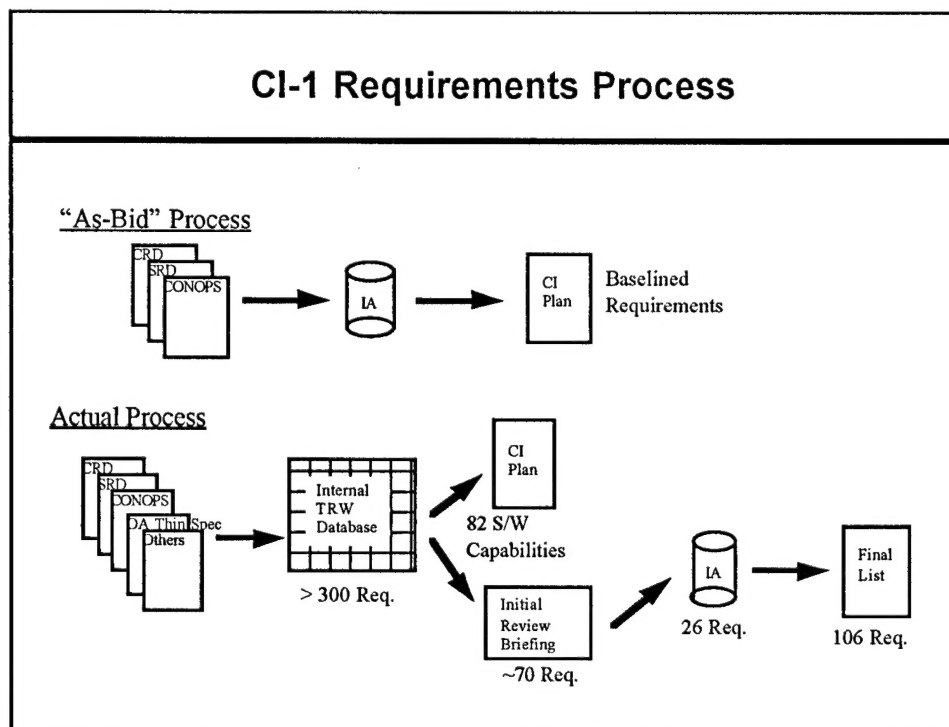 CI-1 Requirements Process
“As-Bid” Process
CRD
SRD
CONOPS
IA
CI
Plan
Baselined
Requirements
Actual Process
CRD
SRD
CONOPS
OA Thin Spec
Others
Internal
TRW
Database
> 300 Req.
CI
Plan
82 S/W
Capabilities
Initial
Review
Briefing
~70 Req.
IA
26 Req.
Final
List
106 Req.